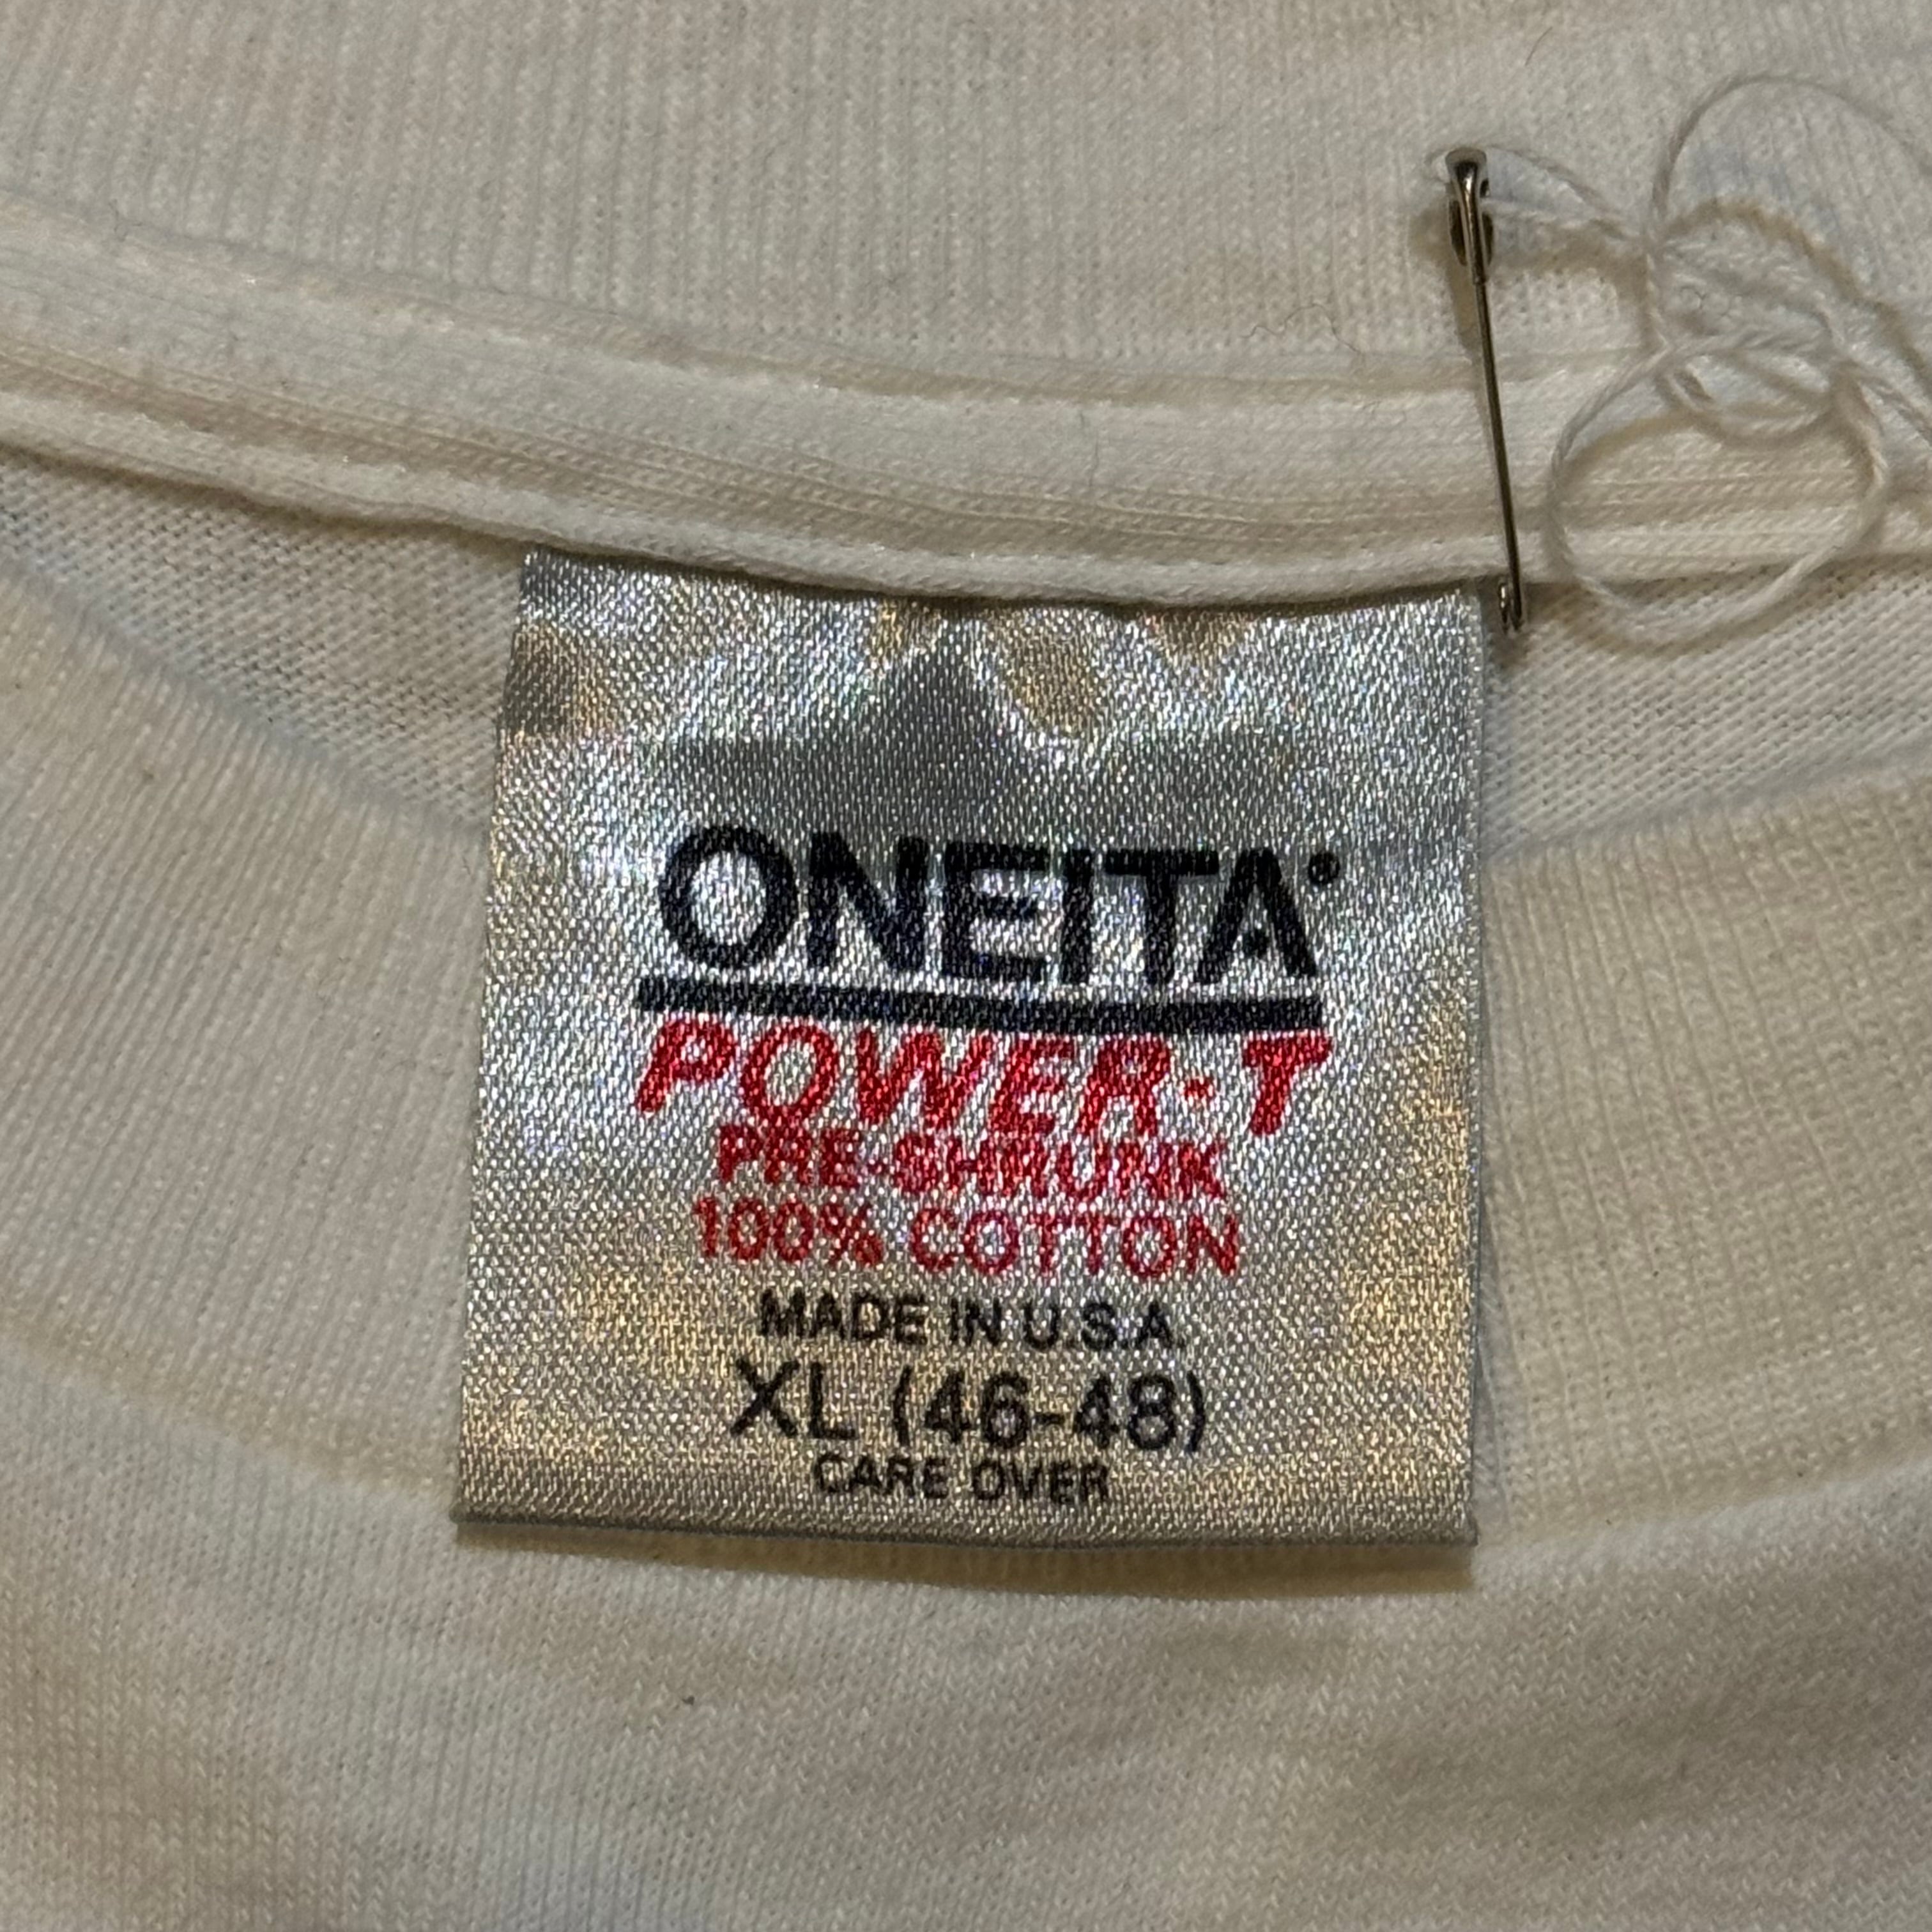 ONEITA
POWER-T
PRE-SHRUNK
100% COTTON
MADE IN U.S.A.
XL (46-48)
CARE OVER